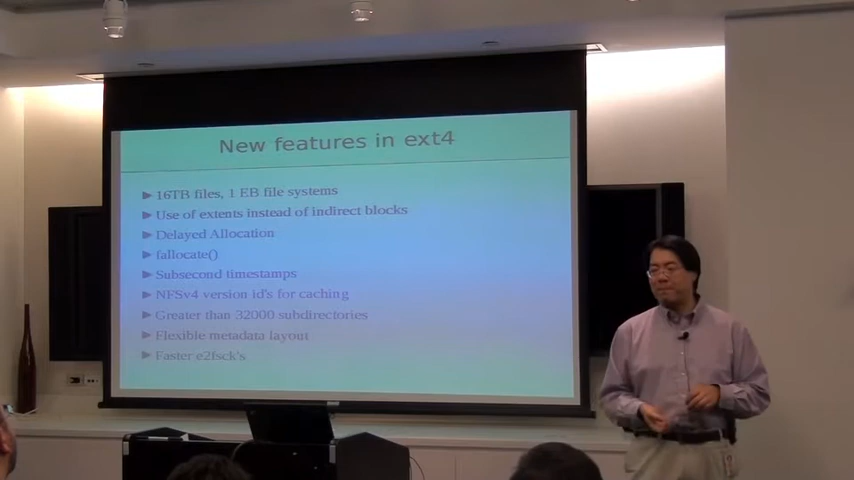 New features in ext4
16TB files, 1 EB file systems
Use of extents instead of indirect blocks
Delayed Allocation
fallocate()
Subsecond timestamps
NFSv4 version id's for caching
Greater than 32000 subdirectories
Flexible metadata layout
Faster e2fsck's